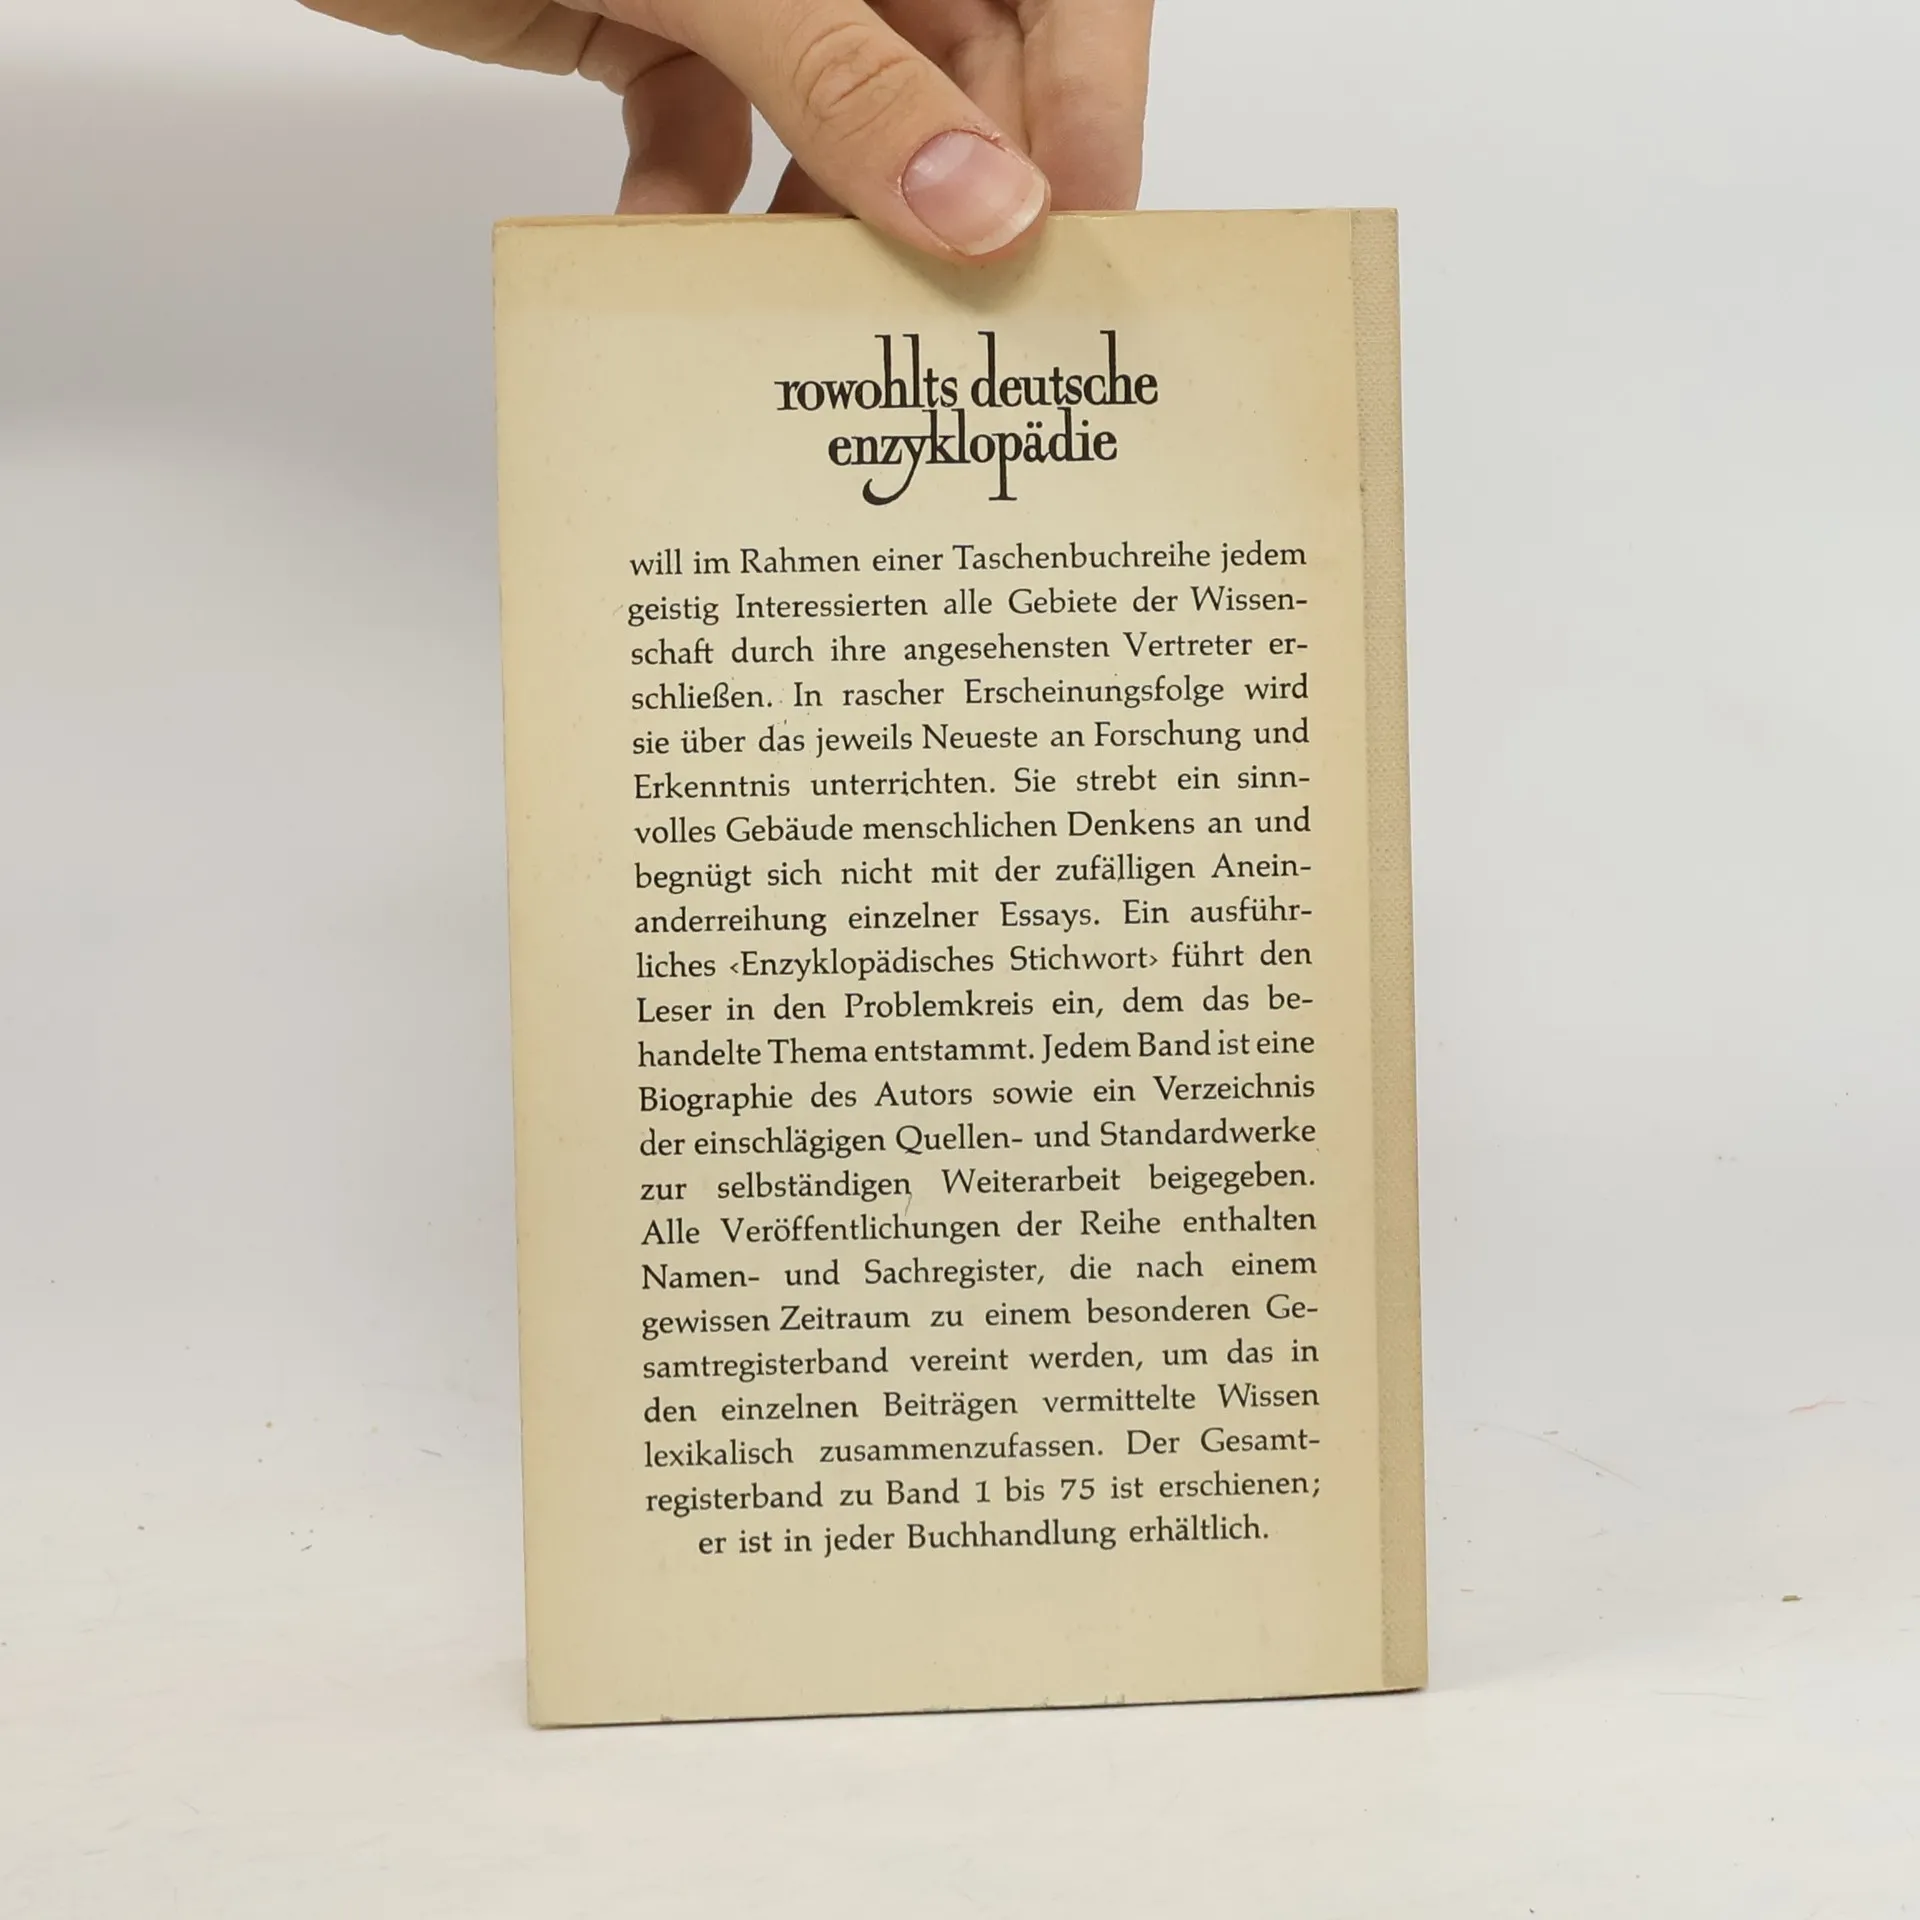 rowohlts deutsche
enzyklopädie
will im Rahmen einer Taschenbuchreihe jedem
geistig Interessierten alle Gebiete der Wissen-
schaft durch ihre angesehensten Vertreter er-
schließen. In rascher Erscheinungsfolge wird
sie über das jeweils Neueste an Forschung und
Erkenntnis unterrichten. Sie strebt ein sinn-
volles Gebäude menschlichen Denkens an und
begnügt sich nicht mit der zufälligen Anein-
anderreihung einzelner Essays. Ein ausführ-
liches ‹Enzyklopädisches Stichwort› führt den
Leser in den Problemkreis ein, dem das be-
handelte Thema entstammt. Jedem Band ist eine
Biographie des Autors sowie ein Verzeichnis
der einschlägigen Quellen- und Standardwerke
zur selbständigen Weiterarbeit beigegeben.
Alle Veröffentlichungen der Reihe enthalten
Namen- und Sachregister, die nach einem
gewissen Zeitraum zu einem besonderen Ge-
samtregisterband vereint werden, um das in
den einzelnen Beiträgen vermittelte Wissen
lexikalisch zusammenzufassen. Der Gesamt-
registerband zu Band 1 bis 75 ist erschienen;
er ist in jeder Buchhandlung erhältlich.